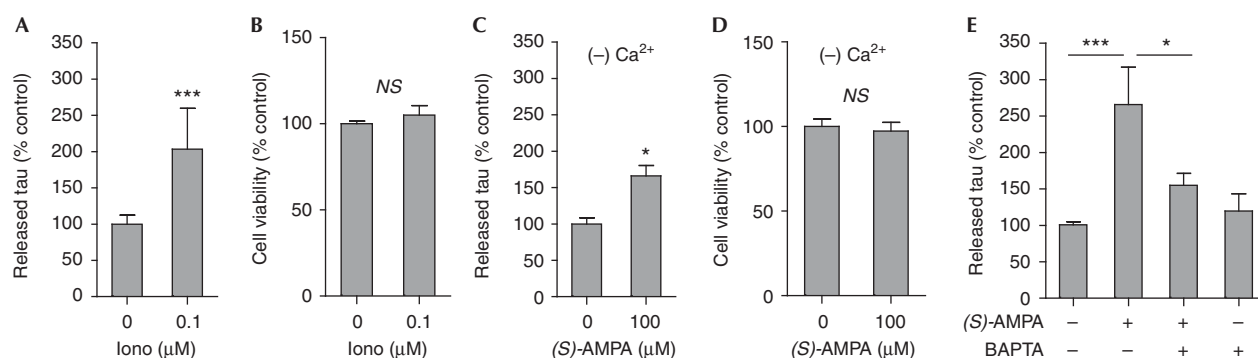 A
Released tau (% control)
350
300
250
200
150
100
50
0
***
0 0.1
Iono (μM)
B
Cell viability (% control)
150
100
50
0
NS
0 0.1
Iono (μM)
C
Released tau (% control)
350
300
250
200
150
100
50
0
(–) Ca²⁺
*
0 100
(S)-AMPA (μM)
D
Cell viability (% control)
150
100
50
0
(–) Ca²⁺
NS
0 100
(S)-AMPA (μM)
E
Released tau (% control)
350
300
250
200
150
100
50
0
*** *
(S)-AMPA – + + –
BAPTA – – + +